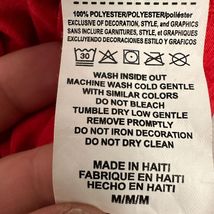 100% POLYESTER/POLYESTER/poliéster
EXCLUSIVE OF DECORATION, STYLE, and GRAPHICS
SANS INCLURE GARNITURES, STYLE, et GRAPHIQUES
EXCLUYENDO DECORACIONES ESTILO Y GRAFICOS
30
WASH INSIDE OUT
MACHINE WASH COLD GENTLE
WITH SIMILAR COLORS
DO NOT BLEACH
TUMBLE DRY LOW GENTLE
REMOVE PROMPTLY
DO NOT IRON DECORATION
DO NOT DRY CLEAN
MADE IN HAITI
FABRIQUE EN HAITI
HECHO EN HAITI
M/M/M